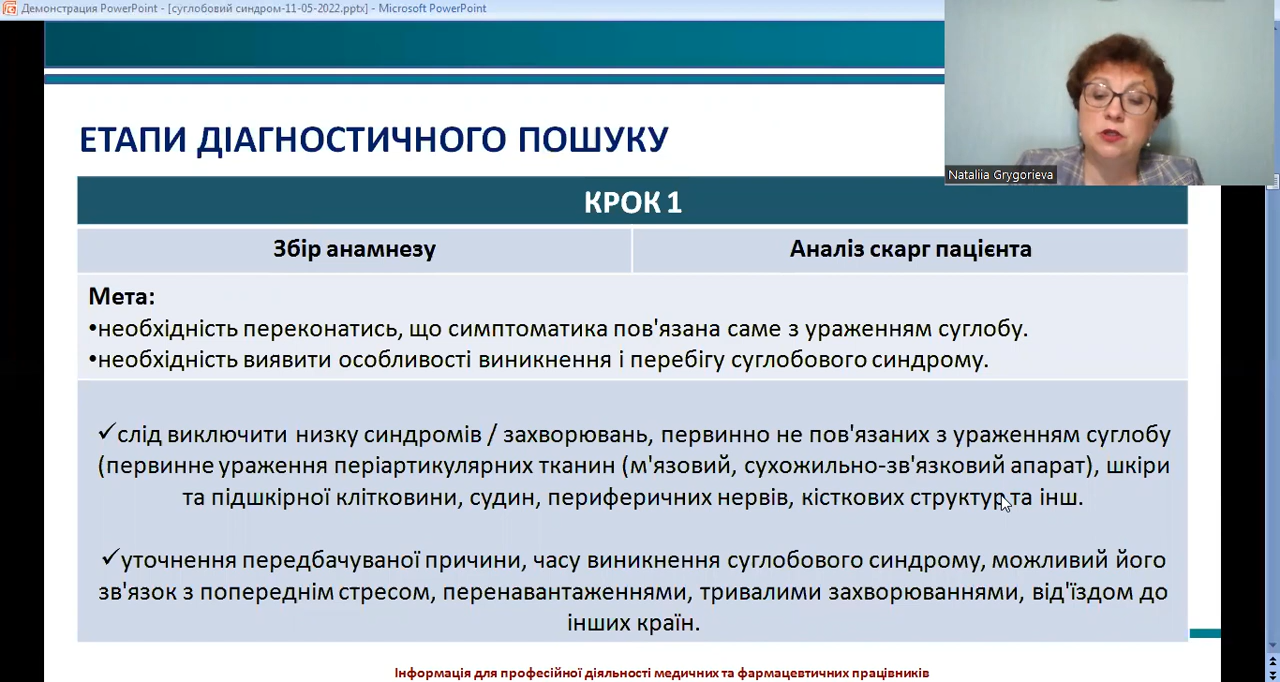 Демонстрация PowerPoint - [суглобовий синдром-11-05-2022.pptx] - Microsoft PowerPoint
Nataliia Grygorieva
ЕТАПИ ДІАГНОСТИЧНОГО ПОШУКУ
КРОК 1
Збір анамнезу
Аналіз скарг пацієнта
Мета:
•необхідність переконатись, що симптоматика пов'язана саме з ураженням суглобу.
•необхідність виявити особливості виникнення і перебігу суглобового синдрому.
✓слід виключити низку синдромів / захворювань, первинно не пов'язаних з ураженням суглобу
(первинне ураження періартикулярних тканин (м'язовий, сухожильно-зв'язковий апарат), шкіри
та підшкірної клітковини, судин, периферичних нервів, кісткових структур та інш.
✓уточнення передбачуваної причини, часу виникнення суглобового синдрому, можливий його
зв'язок з попереднім стресом, перенавантаженнями, тривалими захворюваннями, від'їздом до
інших країн.
Інформація для професійної діяльності медичних та фармацевтичних працівників